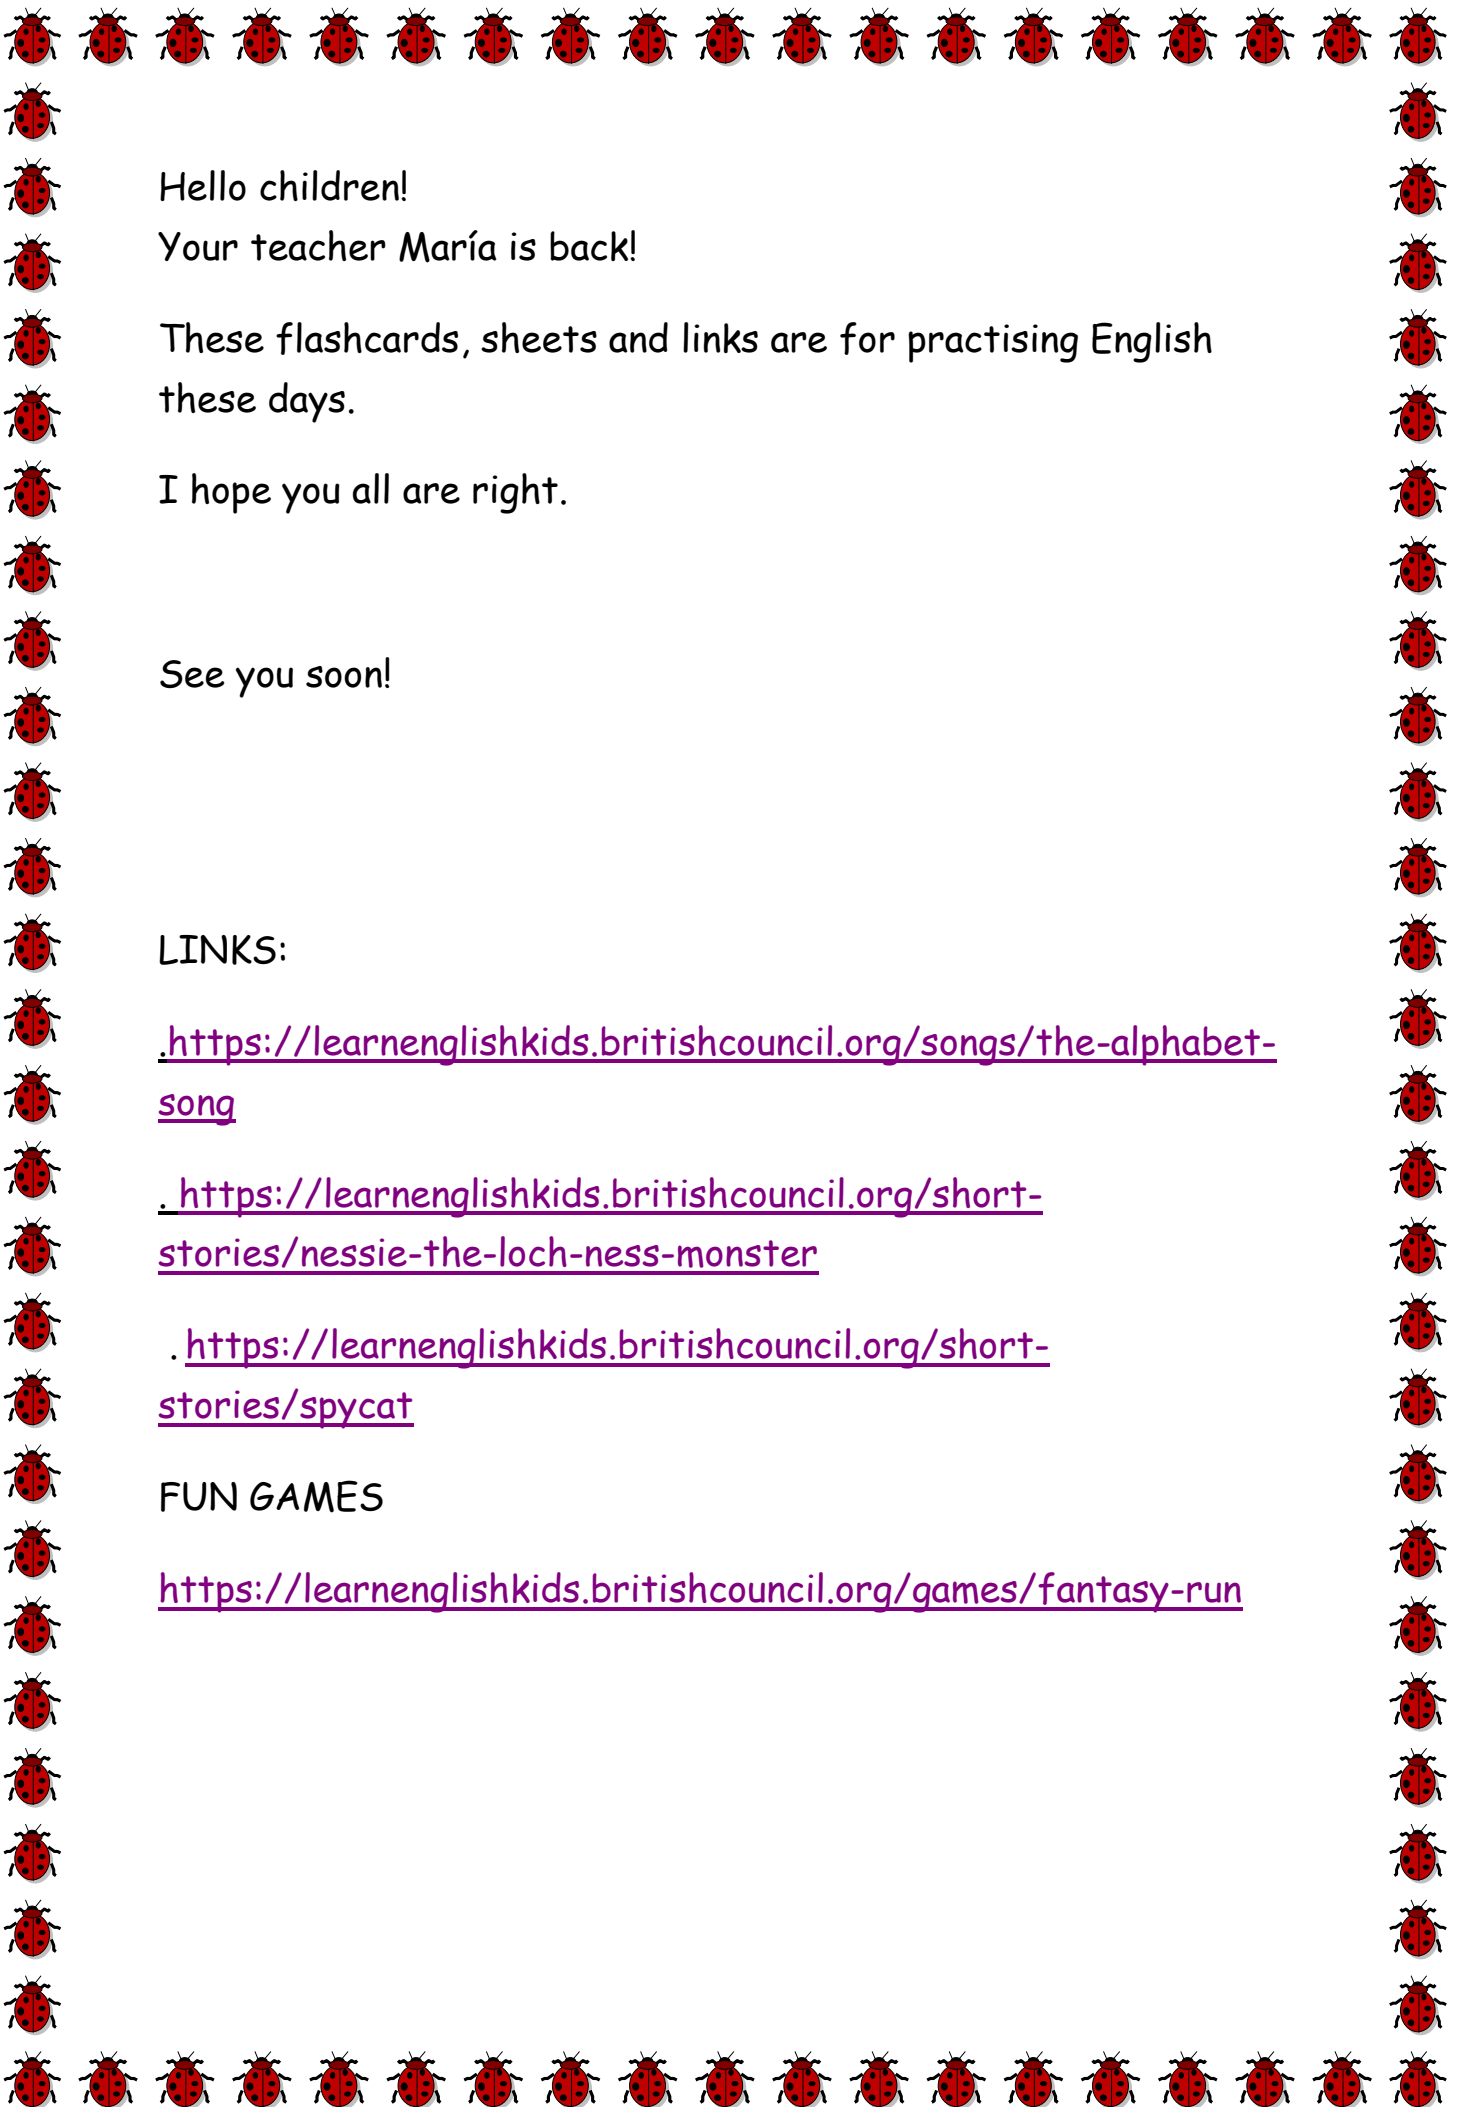 Hello children!
Your teacher María is back!
These flashcards, sheets and links are for practising English
these days.
I hope you all are right.
See you soon!
LINKS:
.https://learnenglishkids.britishcouncil.org/songs/the-alphabet-
song
. https://learnenglishkids.britishcouncil.org/short-
stories/nessie-the-loch-ness-monster
. https://learnenglishkids.britishcouncil.org/short-
stories/spycat
FUN GAMES
https://learnenglishkids.britishcouncil.org/games/fantasy-run